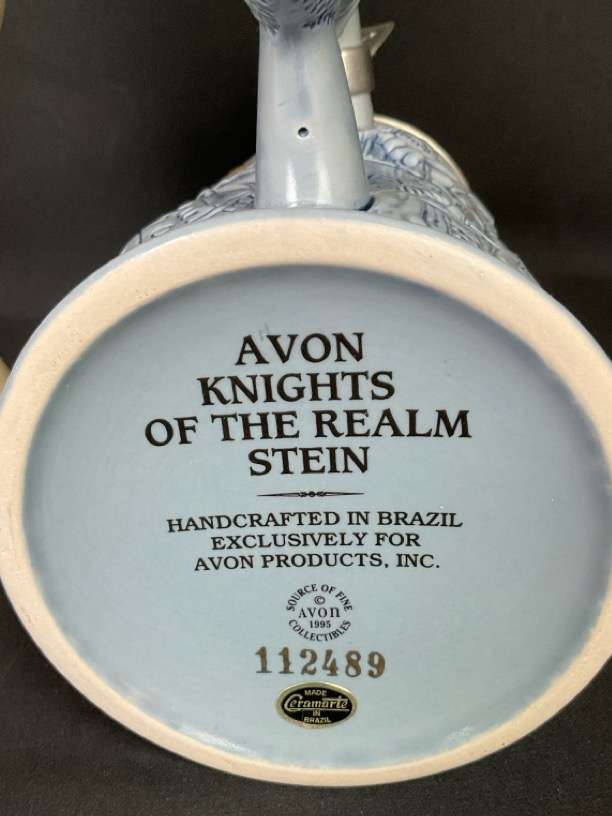 AVON
KNIGHTS
OF THE REALM
STEIN
HANDCRAFTED IN BRAZIL
EXCLUSIVELY FOR
AVON PRODUCTS, INC.
SOURCE OF FINE
©
AVON
1995
COLLECTIBLES
112489
MADE
Ceramarte
IN
BRAZIL